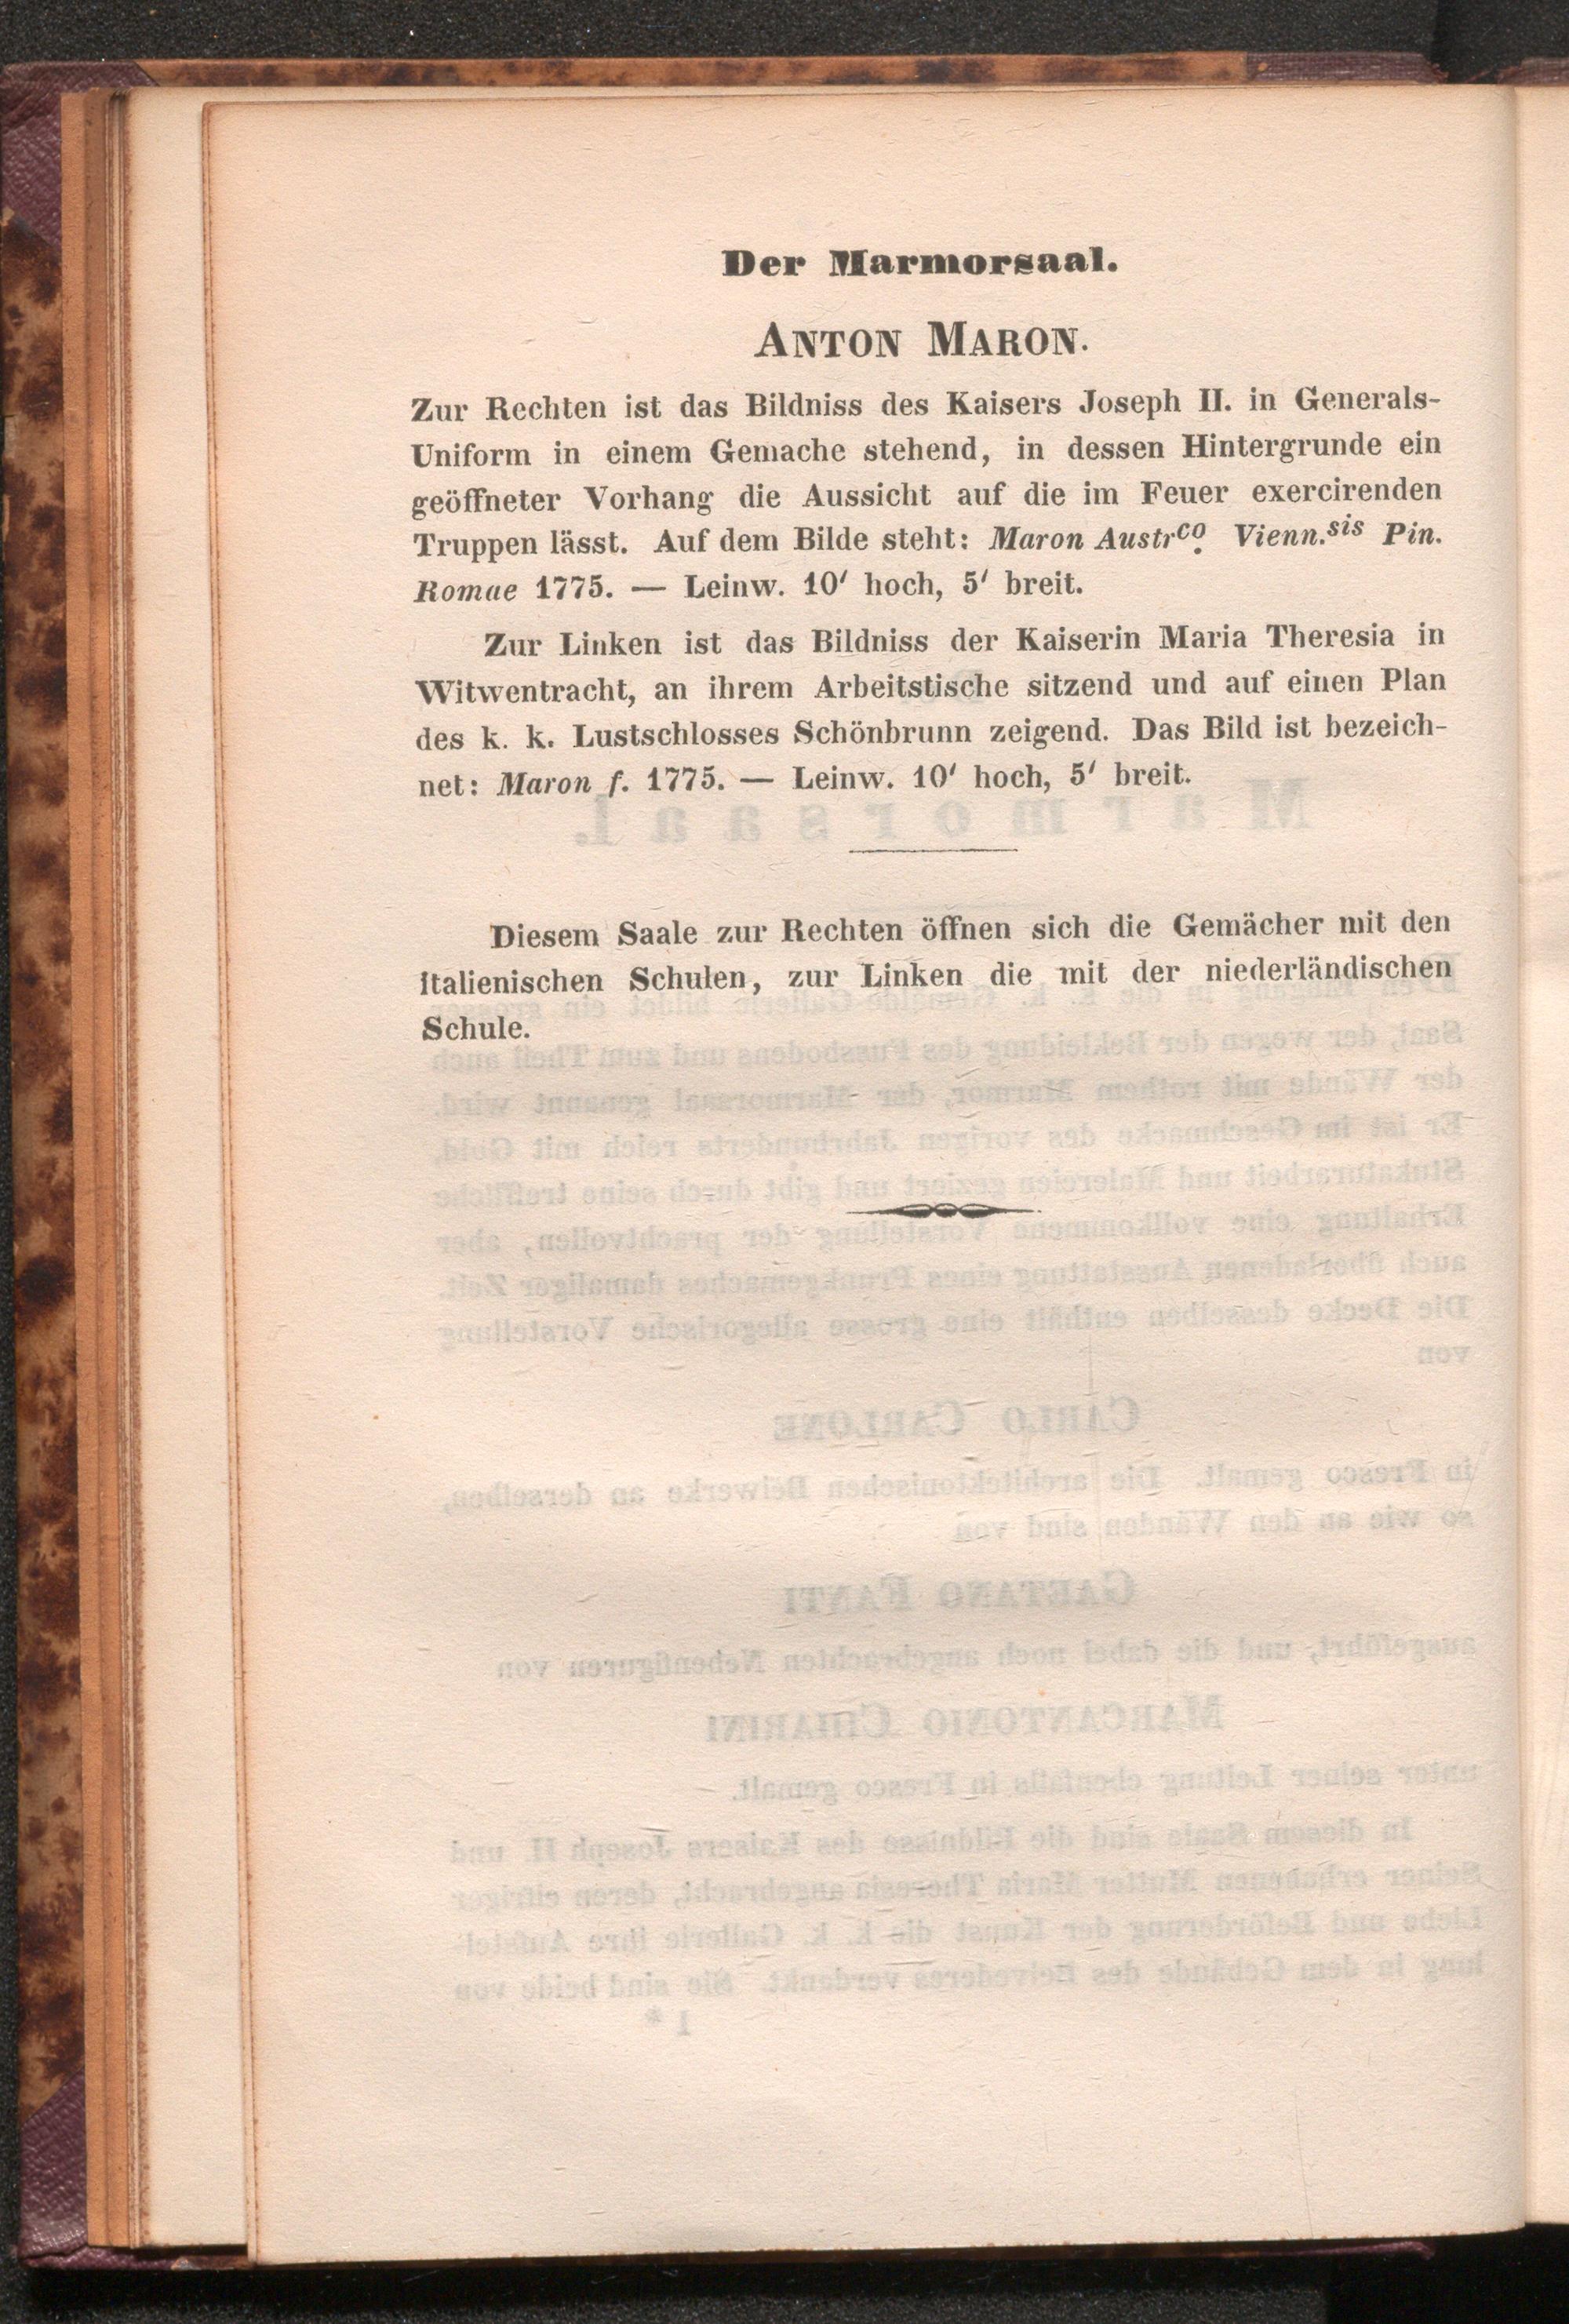 Der Marmorsaal.
ANTON MARON.
Zur Rechten ist das Bildniss des Kaisers Joseph II. in Generals-
Uniform in einem Gemache stehend, in dessen Hintergrunde ein
geöffneter Vorhang die Aussicht auf die im Feuer exercirenden
Truppen lässt. Auf dem Bilde steht: Maron Austrco. Vienn.sis Pin.
Romae 1775. — Leinw. 10' hoch, 5' breit.
Zur Linken ist das Bildniss der Kaiserin Maria Theresia in
Witwentracht, an ihrem Arbeitstische sitzend und auf einen Plan
des k. k. Lustschlosses Schönbrunn zeigend. Das Bild ist bezeich-
net: Maron f. 1775. — Leinw. 10' hoch, 5' breit.
Diesem Saale zur Rechten öffnen sich die Gemächer mit den
italienischen Schulen, zur Linken die mit der niederländischen
Schule.